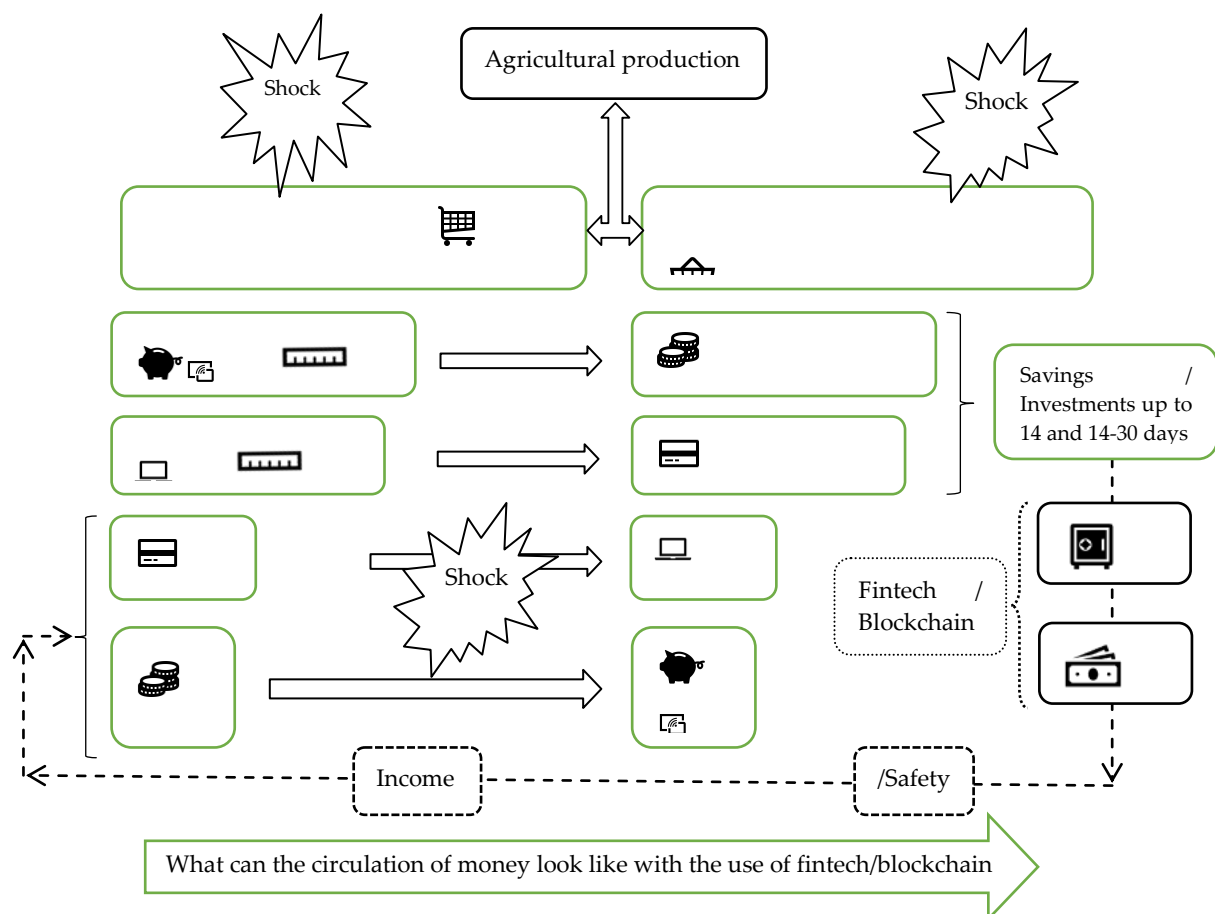 Agricultural production
Shock
Shock
Savings /
Investments up to
14 and 14-30 days
Shock
Fintech /
Blockchain
Income
/Safety
What can the circulation of money look like with the use of fintech/blockchain